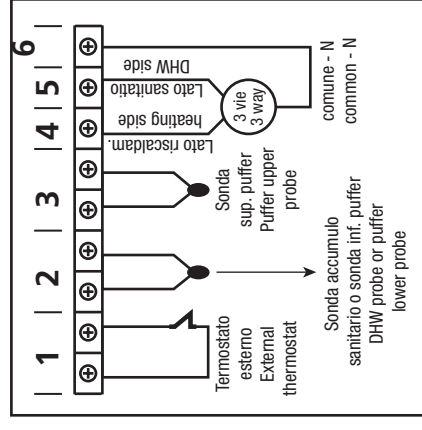 1
2
3
4
5
6
Termostato
esterno
External
thermostat
Sonda accumulo
sanitario o sonda inf. puffer
DHW probe or puffer
lower probe
Sonda
sup. puffer
Puffer upper
probe
Lato riscaldam.
heating side
Lato sanitatio
DHW side
3 vie
3 way
comune - N
common - N